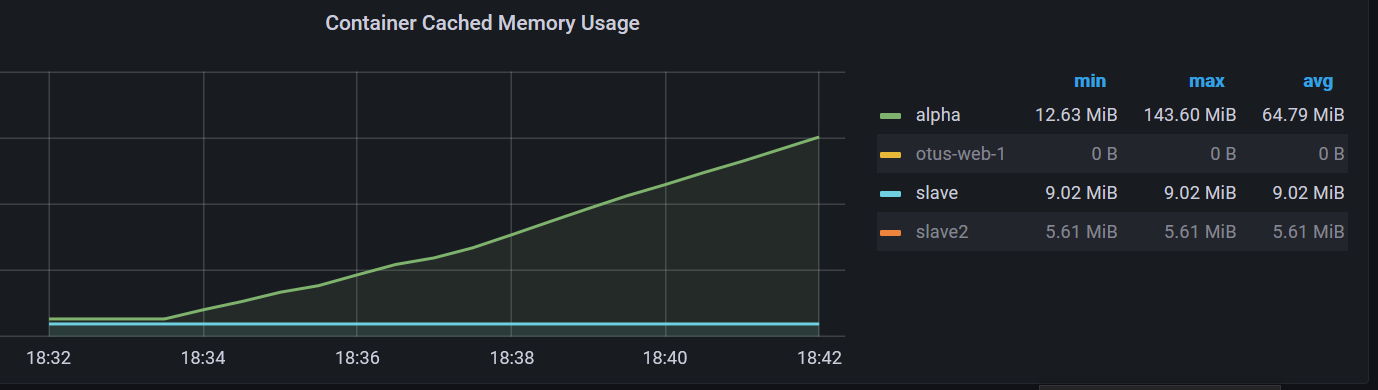 Container Cached Memory Usage
min max avg
alpha 12.63 MiB 143.60 MiB 64.79 MiB
otus-web-1 0 B 0 B 0 B
slave 9.02 MiB 9.02 MiB 9.02 MiB
slave2 5.61 MiB 5.61 MiB 5.61 MiB
18:32 18:34 18:36 18:38 18:40 18:42